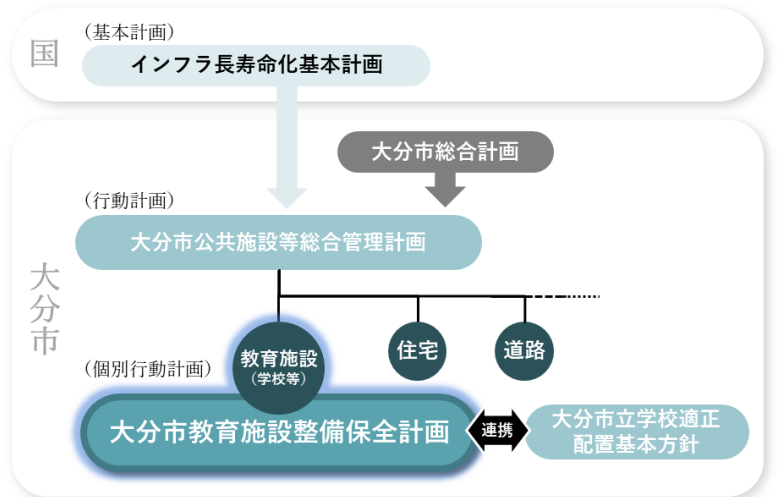 国
（基本計画）
インフラ長寿命化基本計画
大分市
大分市総合計画
（行動計画）
大分市公共施設等総合管理計画
教育施設
（学校等）
住宅
道路
（個別行動計画）
大分市教育施設整備保全計画
連携
大分市立学校適正
配置基本方針